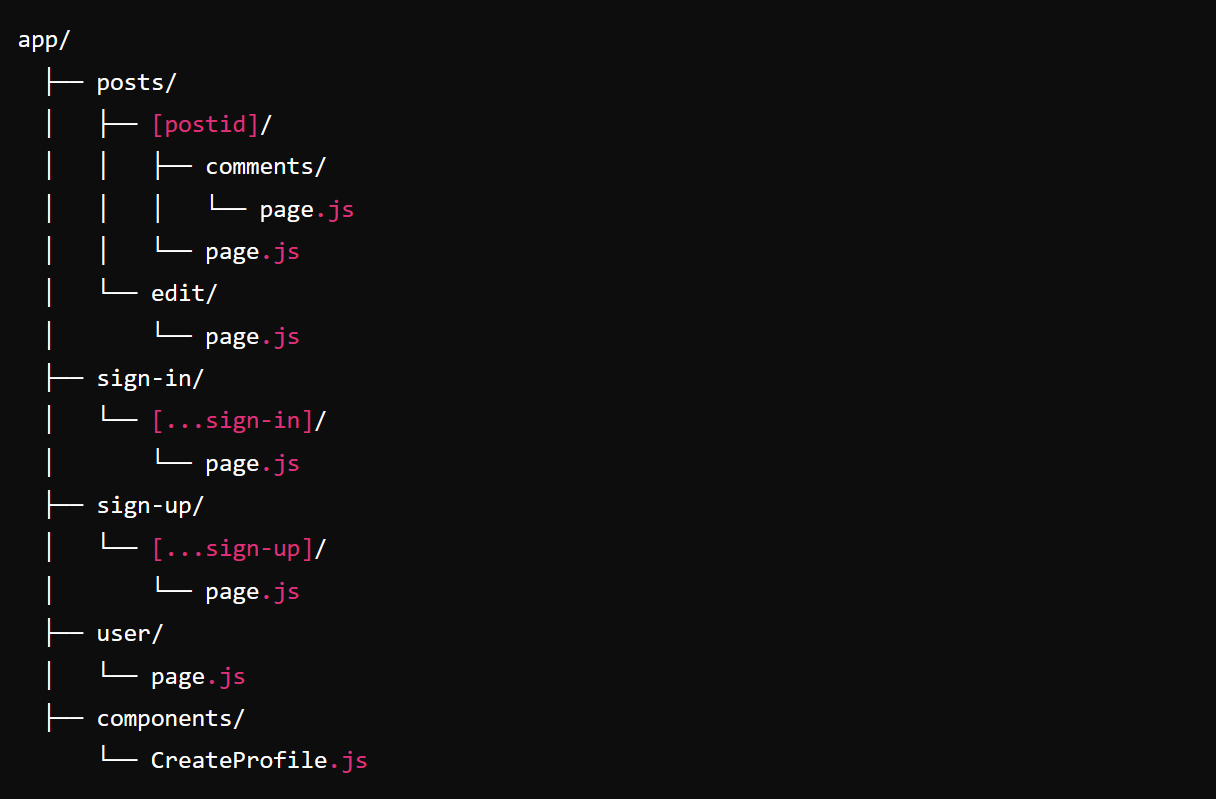 app/
├── posts/
│   ├── [postid]/
│   │   ├── comments/
│   │   │   └── page.js
│   │   └── page.js
│   └── edit/
│       └── page.js
├── sign-in/
│   └── [...sign-in]/
│       └── page.js
├── sign-up/
│   └── [...sign-up]/
│       └── page.js
├── user/
│   └── page.js
├── components/
    └── CreateProfile.js